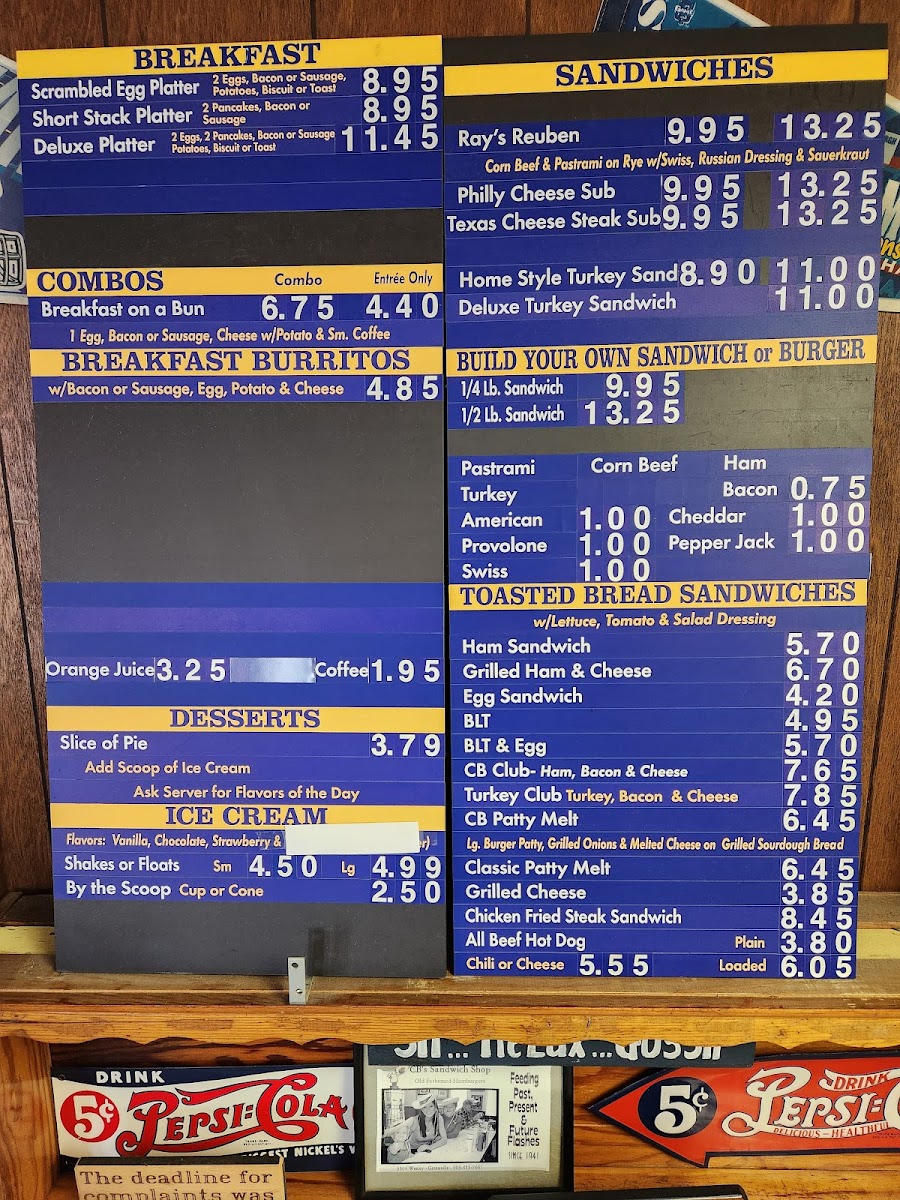 BREAKFAST
Scrambled Egg Platter 2 Eggs, Bacon or Sausage, Potatoes, Biscuit or Toast 8.95
Short Stack Platter 2 Pancakes, Bacon or Sausage 8.95
Deluxe Platter 2 Eggs, 2 Pancakes, Bacon or Sausage Potatoes, Biscuit or Toast 11.45
COMBOS Combo Entrée Only
Breakfast on a Bun 6.75 4.40
1 Egg, Bacon or Sausage, Cheese w/Potato & Sm. Coffee
BREAKFAST BURRITOS
w/Bacon or Sausage, Egg, Potato & Cheese 4.85
Orange Juice 3.25 Coffee 1.95
DESSERTS
Slice of Pie 3.79
Add Scoop of Ice Cream
Ask Server for Flavors of the Day
ICE CREAM
Flavors: Vanilla, Chocolate, Strawberry &
Shakes or Floats Sm 4.50 Lg 4.99
By the Scoop Cup or Cone 2.50
SANDWICHES
Ray's Reuben 9.95 13.25
Corn Beef & Pastrami on Rye w/Swiss, Russian Dressing & Sauerkraut
Philly Cheese Sub 9.95 13.25
Texas Cheese Steak Sub 9.95 13.25
Home Style Turkey Sand 8.90 11.00
Deluxe Turkey Sandwich 11.00
BUILD YOUR OWN SANDWICH or BURGER
1/4 Lb. Sandwich 9.95
1/2 Lb. Sandwich 13.25
Pastrami Corn Beef Ham
Turkey Bacon 0.75
American 1.00 Cheddar 1.00
Provolone 1.00 Pepper Jack 1.00
Swiss 1.00
TOASTED BREAD SANDWICHES
w/Lettuce, Tomato & Salad Dressing
Ham Sandwich 5.70
Grilled Ham & Cheese 6.70
Egg Sandwich 4.20
BLT 4.95
BLT & Egg 5.70
CB Club- Ham, Bacon & Cheese 7.65
Turkey Club Turkey, Bacon & Cheese 7.85
CB Patty Melt 6.45
Lg. Burger Patty, Grilled Onions & Melted Cheese on Grilled Sourdough Bread
Classic Patty Melt 6.45
Grilled Cheese 3.85
Chicken Fried Steak Sandwich 8.45
All Beef Hot Dog Plain 3.80
Chili or Cheese 5.55 Loaded 6.05
DRINK
5¢ PEPSI=COLA
The deadline for
complaints was
CB's Sandwich Shop
Old Fashioned Hamburgers
Feeding
Past,
Present
&
Future
Flashes
SINCE 1941
DRINK
5¢
DELICIOUS - HEALTHFUL